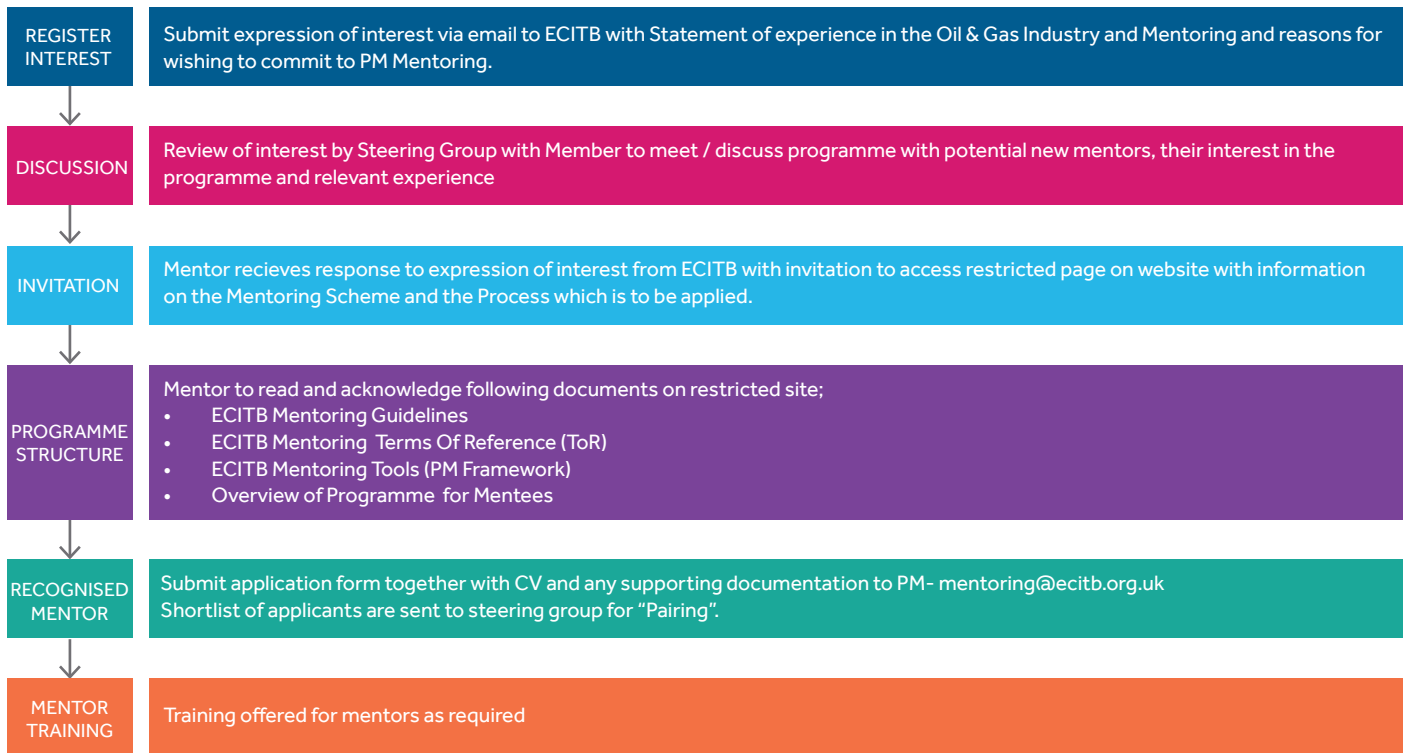 REGISTER
INTEREST
Submit expression of interest via email to ECITB with Statement of experience in the Oil & Gas Industry and Mentoring and reasons for
wishing to commit to PM Mentoring.
DISCUSSION
Review of interest by Steering Group with Member to meet / discuss programme with potential new mentors, their interest in the
programme and relevant experience
INVITATION
Mentor recieves response to expression of interest from ECITB with invitation to access restricted page on website with information
on the Mentoring Scheme and the Process which is to be applied.
PROGRAMME
STRUCTURE
Mentor to read and acknowledge following documents on restricted site;
• ECITB Mentoring Guidelines
• ECITB Mentoring Terms Of Reference (ToR)
• ECITB Mentoring Tools (PM Framework)
• Overview of Programme for Mentees
RECOGNISED
MENTOR
Submit application form together with CV and any supporting documentation to PM- mentoring@ecitb.org.uk
Shortlist of applicants are sent to steering group for “Pairing”.
MENTOR
TRAINING
Training offered for mentors as required